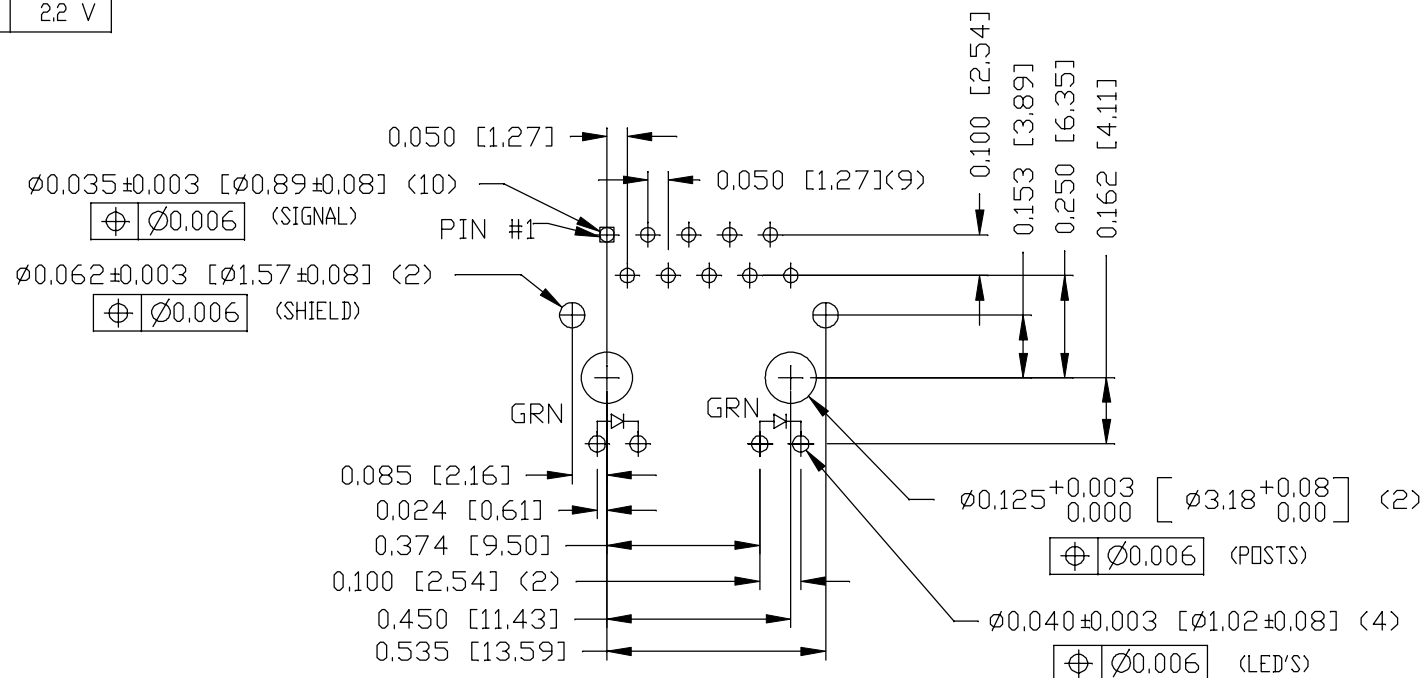 2.2 V
0.050 [1.27]
0.050 [1.27](9)
0.100 [2.54]
0.153 [3.89]
0.250 [6.35]
0.162 [4.11]
Ø0.035±0.003 [Ø0.89±0.08] (10)
Ø0.006 (SIGNAL)
PIN #1
Ø0.062±0.003 [Ø1.57±0.08] (2)
Ø0.006 (SHIELD)
GRN
GRN
0.085 [2.16]
0.024 [0.61]
0.374 [9.50]
0.100 [2.54] (2)
0.450 [11.43]
0.535 [13.59]
Ø0.125 +0.003 0.000 [ Ø3.18 +0.08 0.00 ] (2)
Ø0.006 (POSTS)
Ø0.040±0.003 [Ø1.02±0.08] (4)
Ø0.006 (LED'S)